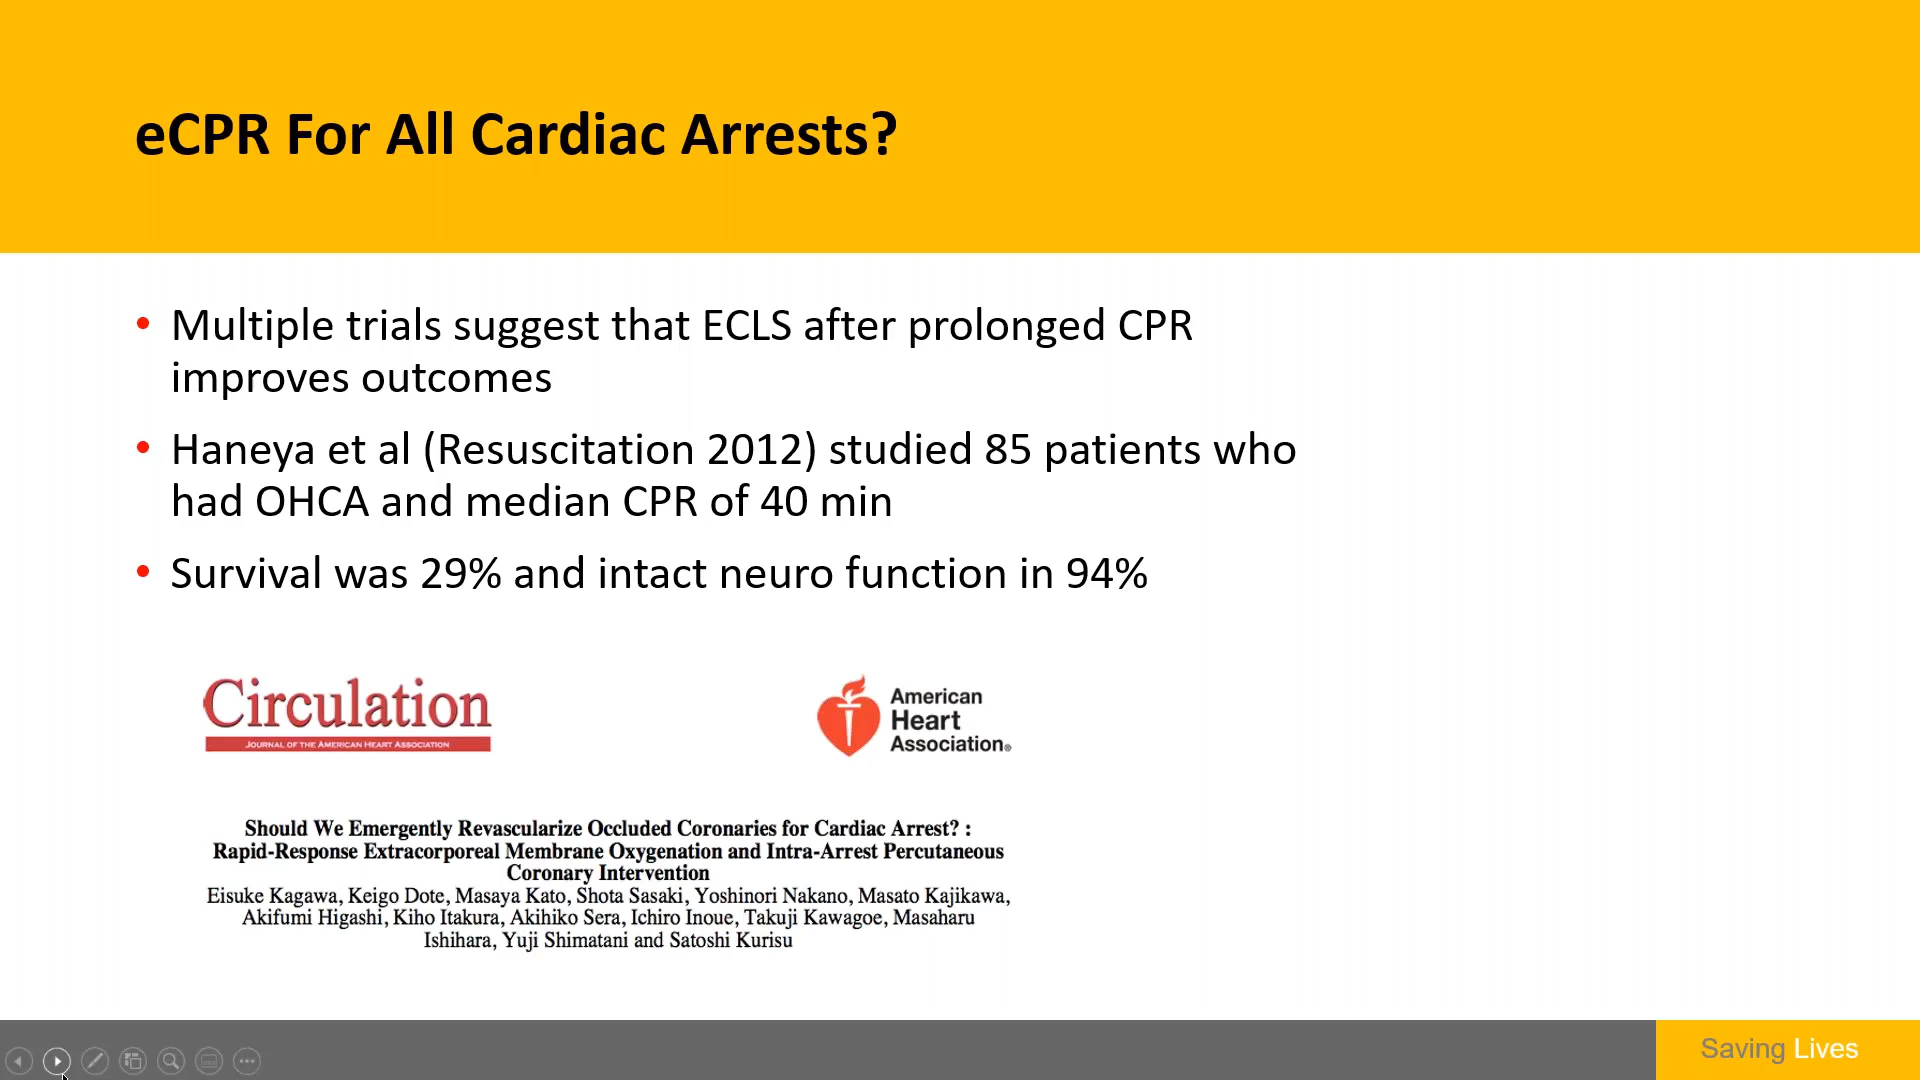 eCPR For All Cardiac Arrests?
• Multiple trials suggest that ECLS after prolonged CPR
improves outcomes
• Haneya et al (Resuscitation 2012) studied 85 patients who
had OHCA and median CPR of 40 min
• Survival was 29% and intact neuro function in 94%
Circulation
JOURNAL OF THE AMERICAN HEART ASSOCIATION
American
Heart
Association®
Should We Emergently Revascularize Occluded Coronaries for Cardiac Arrest? :
Rapid-Response Extracorporeal Membrane Oxygenation and Intra-Arrest Percutaneous
Coronary Intervention
Eisuke Kagawa, Keigo Dote, Masaya Kato, Shota Sasaki, Yoshinori Nakano, Masato Kajikawa,
Akifumi Higashi, Kiho Itakura, Akihiko Sera, Ichiro Inoue, Takuji Kawagoe, Masaharu
Ishihara, Yuji Shimatani and Satoshi Kurisu
Saving Lives